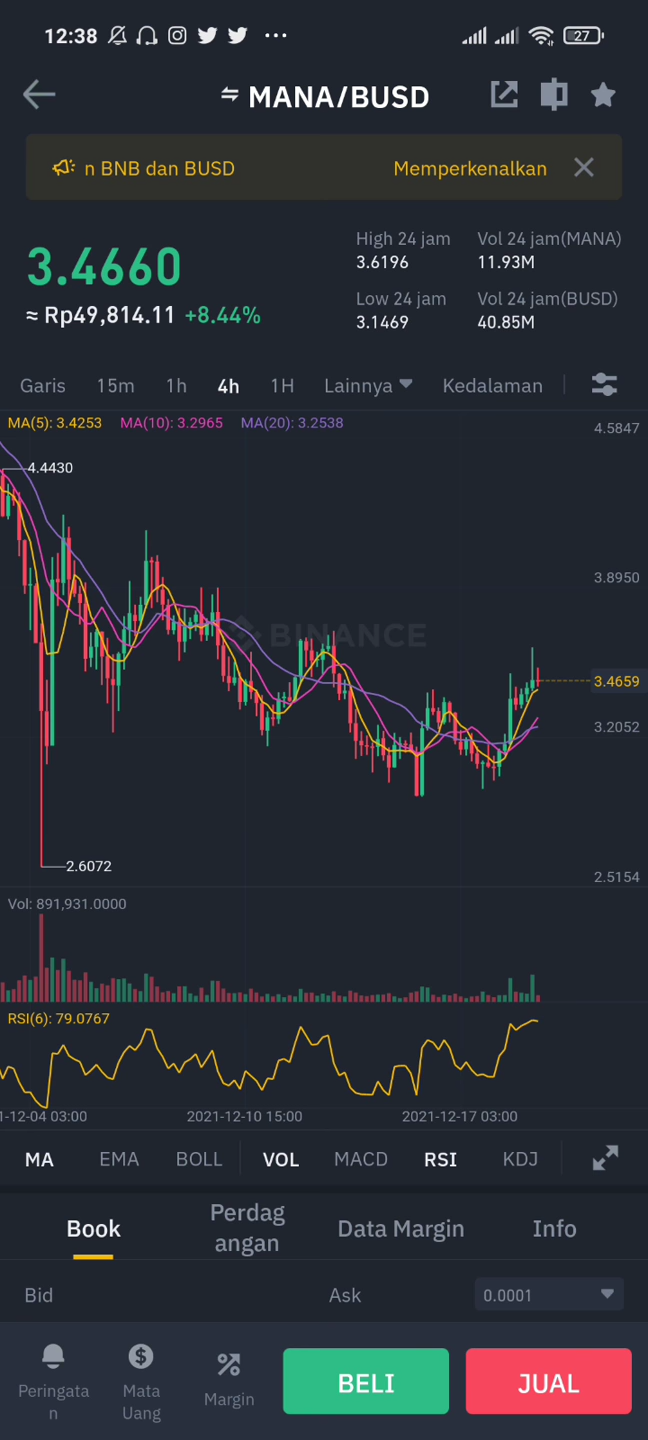 12:38
27
MANA/BUSD
n BNB dan BUSD Memperkenalkan
3.4660
≈ Rp49,814.11 +8.44%
High 24 jam
3.6196
Vol 24 jam(MANA)
11.93M
Low 24 jam
3.1469
Vol 24 jam(BUSD)
40.85M
Garis 15m 1h 4h 1H Lainnya Kedalaman
MA(5): 3.4253 MA(10): 3.2965 MA(20): 3.2538
4.5847
4.4430
3.8950
BINANCE
3.4659
3.2052
2.6072
2.5154
Vol: 891,931.0000
RSI(6): 79.0767
1-12-04 03:00 2021-12-10 15:00 2021-12-17 03:00
MA EMA BOLL VOL MACD RSI KDJ
Book
Perdag
angan
Data Margin
Info
Bid Ask 0.0001
Peringata
n
Mata
Uang
Margin
BELI
JUAL